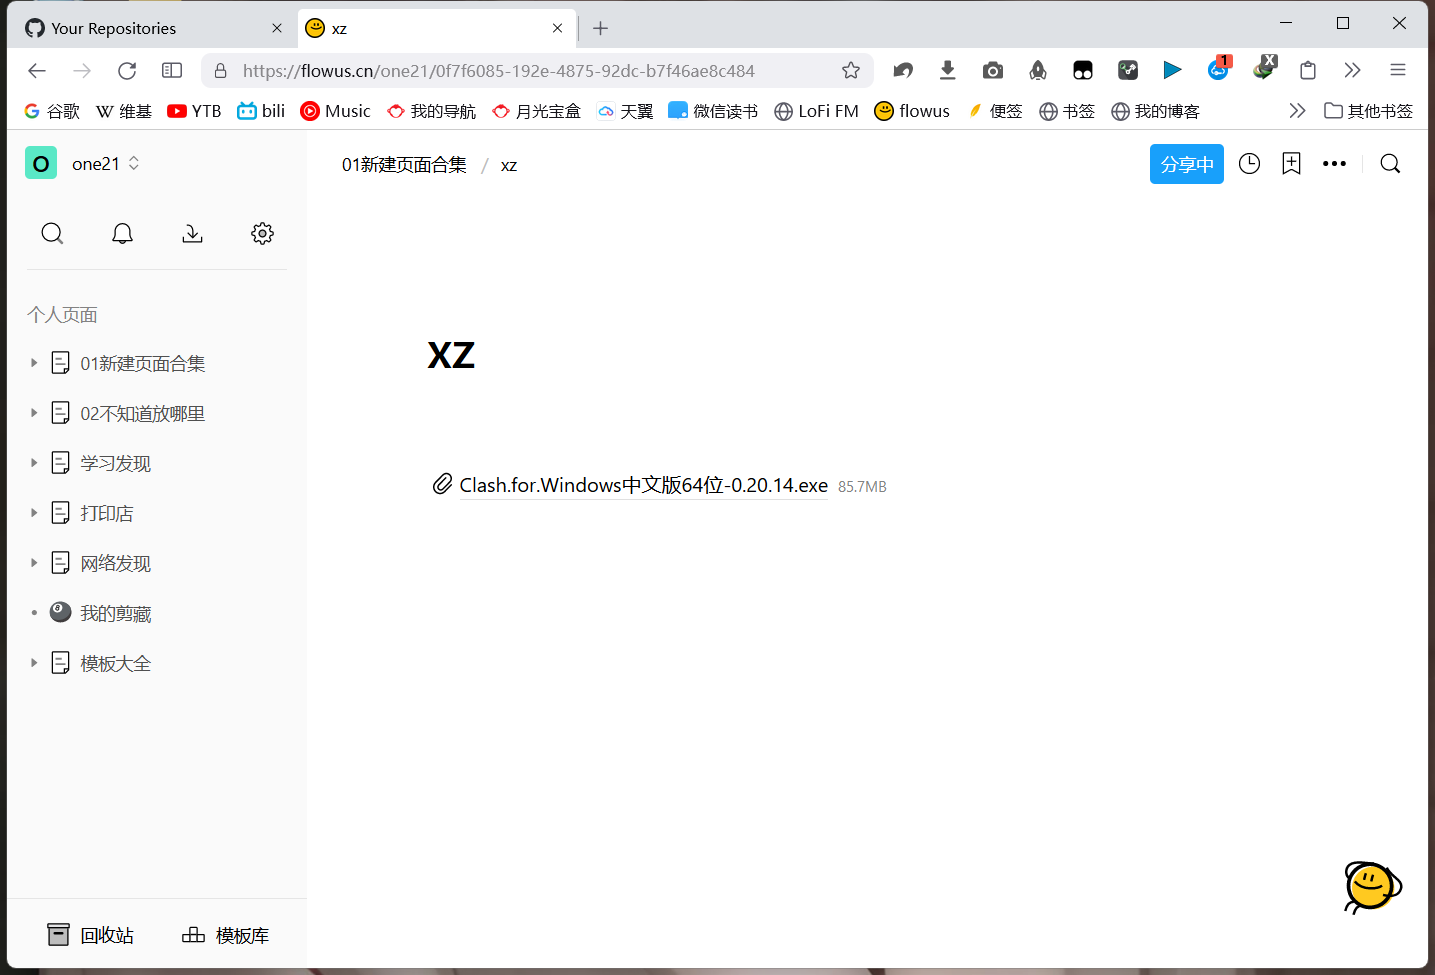 Your Repositories
xz
https://flowus.cn/one21/0f7f6085-192e-4875-92dc-b7f46ae8c484
1
X
谷歌 维基 YTB bili Music 我的导航 月光宝盒 天翼 微信读书 LoFi FM flowus 便签 书签 我的博客 其他书签
O one21
01新建页面合集 / xz
分享中
个人页面
01新建页面合集
02不知道放哪里
学习发现
打印店
网络发现
我的剪藏
模板大全
xz
Clash.for.Windows中文版64位-0.20.14.exe 85.7MB
回收站 模板库